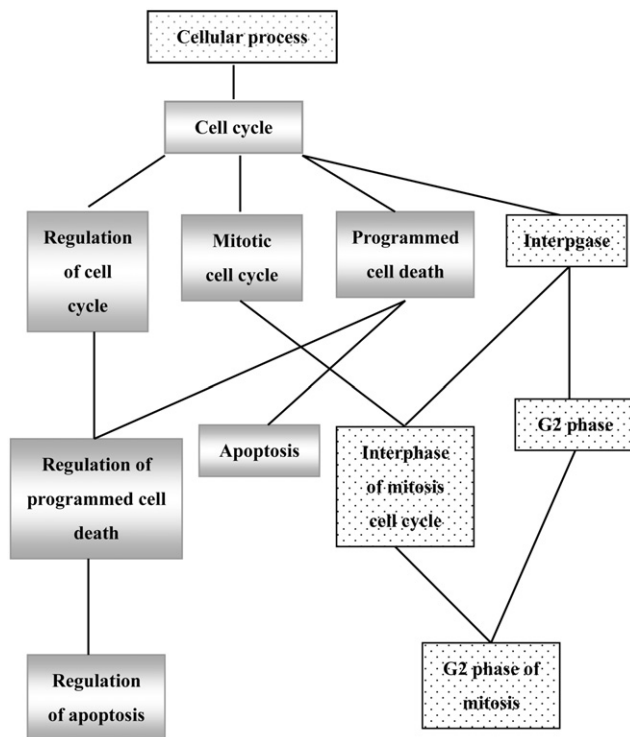 Cellular process
Cell cycle
Regulation
of cell
cycle
Mitotic
cell cycle
Programmed
cell death
Interpgase
Regulation of
programmed cell
death
Apoptosis
Interphase
of mitosis
cell cycle
G2 phase
Regulation
of apoptosis
G2 phase of
mitosis